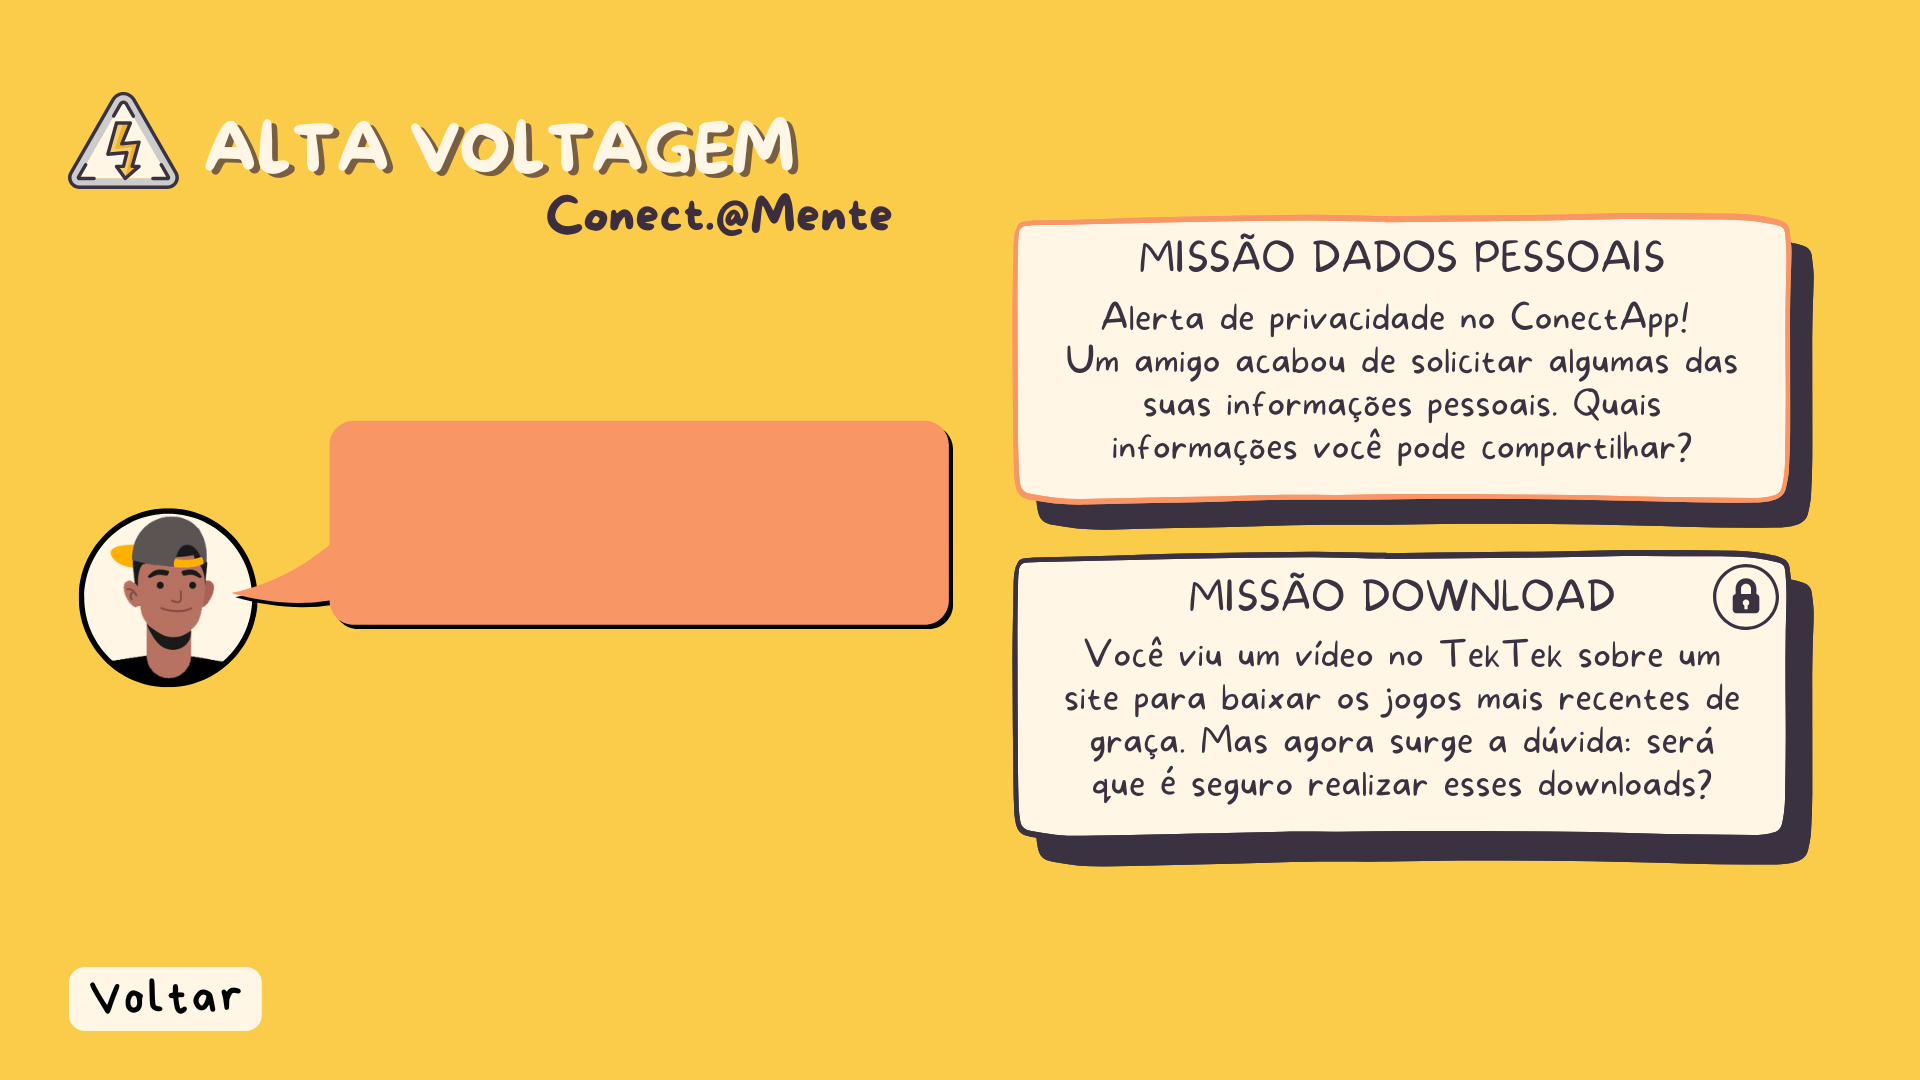 ALTA VOLTAGEM
Conect.@Mente
MISSÃO DADOS PESSOAIS
Alerta de privacidade no ConectApp!
Um amigo acabou de solicitar algumas das
suas informações pessoais. Quais
informações você pode compartilhar?
MISSÃO DOWNLOAD
Você viu um vídeo no TekTek sobre um
site para baixar os jogos mais recentes de
graça. Mas agora surge a dúvida: será
que é seguro realizar esses downloads?
Voltar